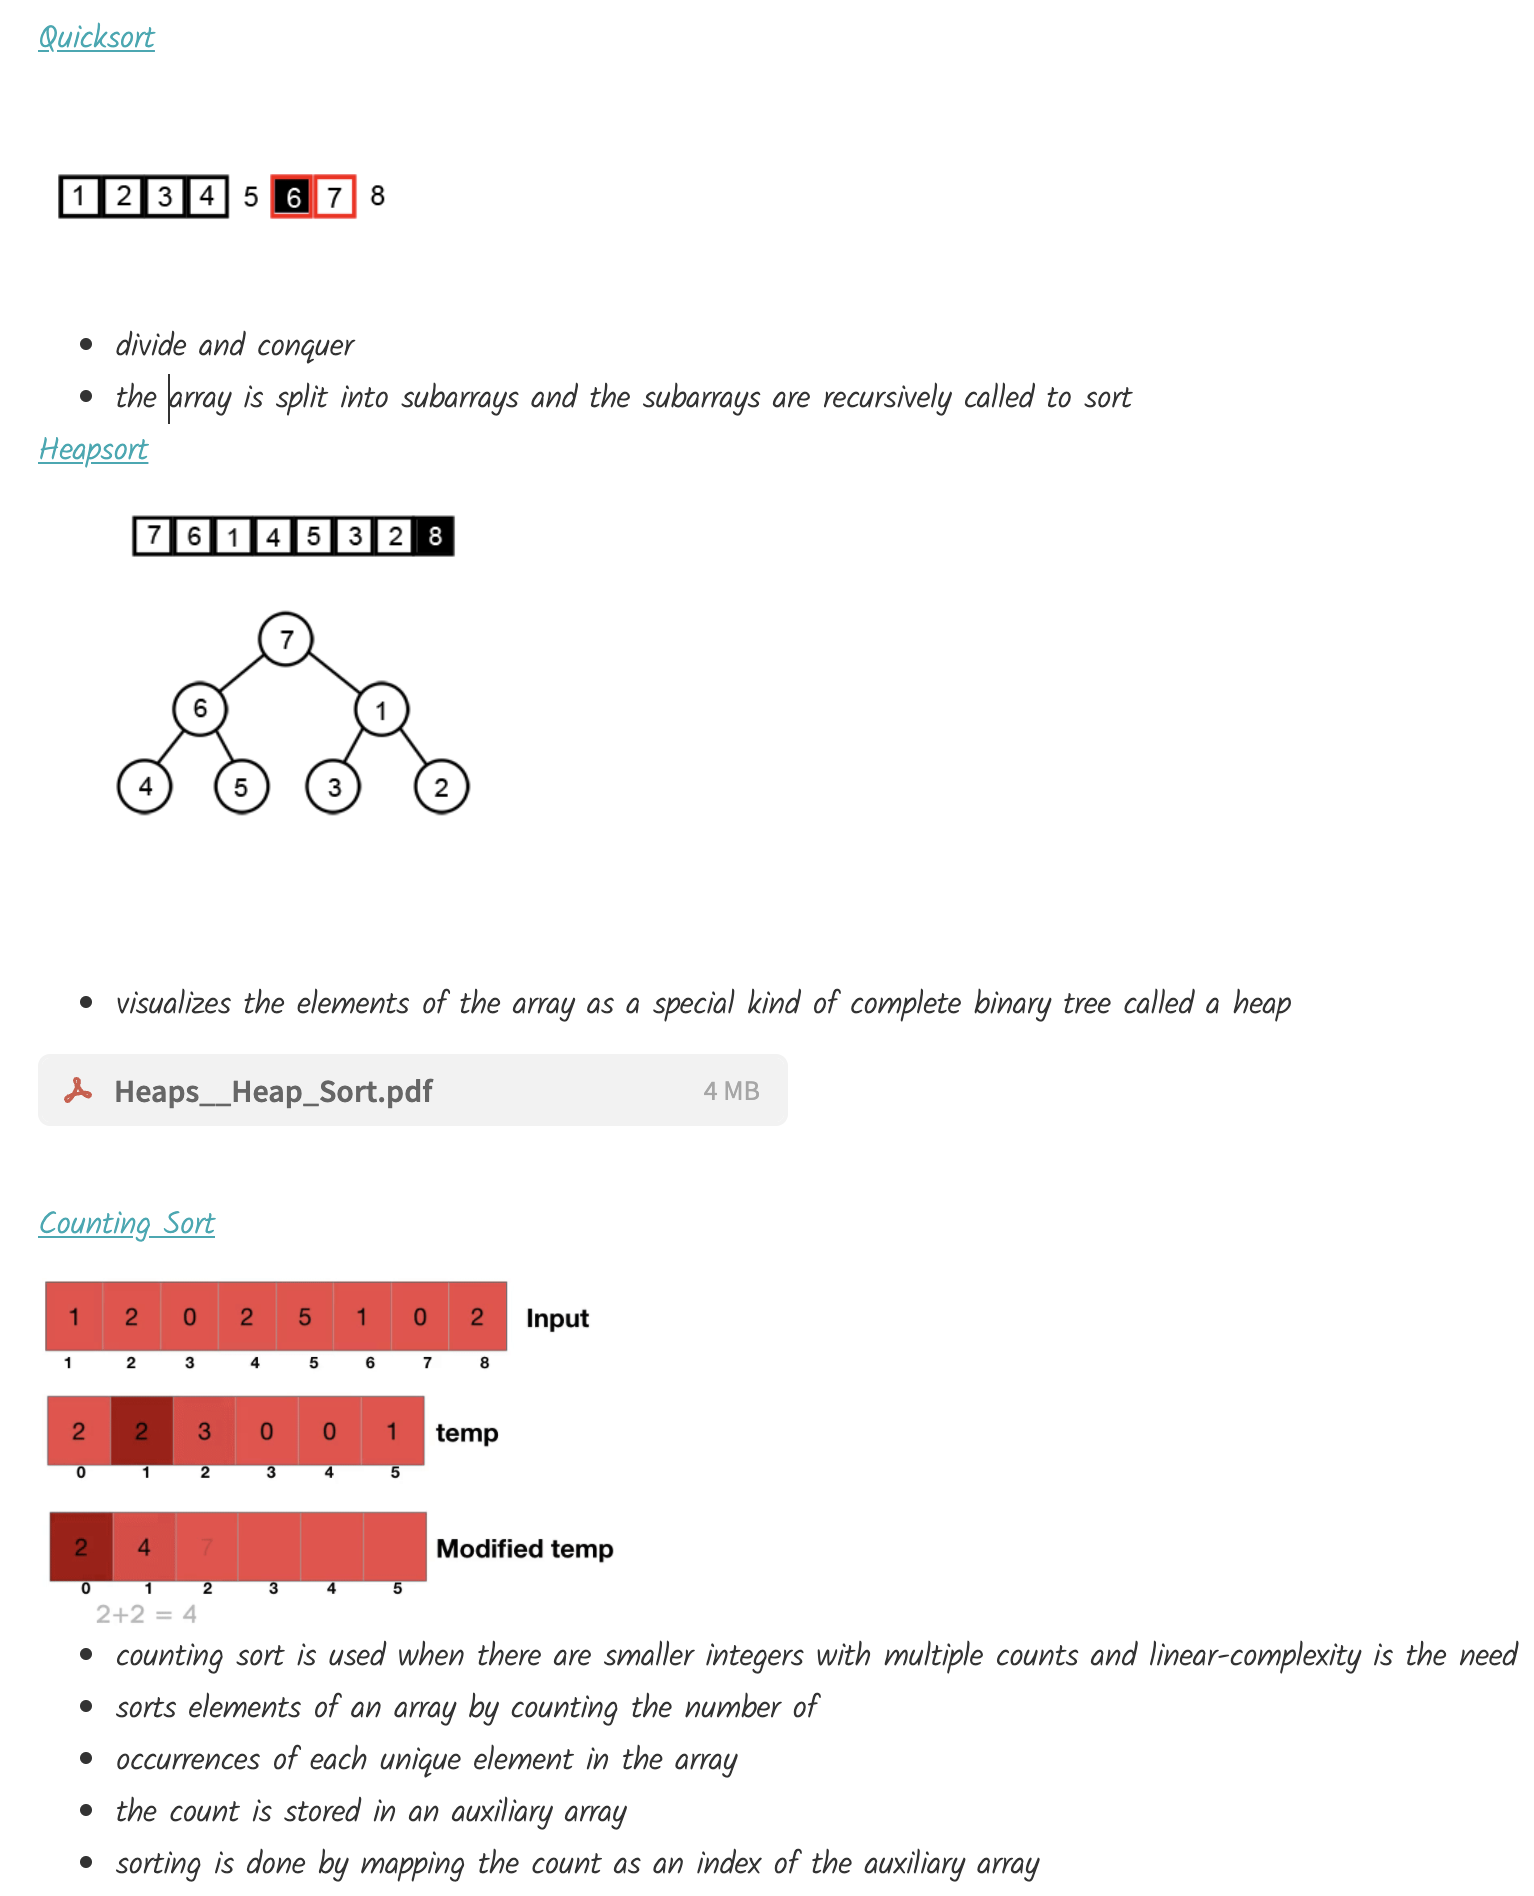 Quicksort
1 2 3 4 5 6 7 8
• divide and conquer
• the array is split into subarrays and the subarrays are recursively called to sort
Heapsort
7 6 1 4 5 3 2 8
7
6 1
4 5 3 2
• visualizes the elements of the array as a special kind of complete binary tree called a heap
Heaps__Heap_Sort.pdf 4 MB
Counting Sort
1 2 0 2 5 1 0 2 Input
1 2 3 4 5 6 7 8
2 2 3 0 0 1 temp
0 1 2 3 4 5
2 4 7 Modified temp
0 1 2 3 4 5
2+2 = 4
• counting sort is used when there are smaller integers with multiple counts and linear-complexity is the need
• sorts elements of an array by counting the number of
• occurrences of each unique element in the array
• the count is stored in an auxiliary array
• sorting is done by mapping the count as an index of the auxiliary array